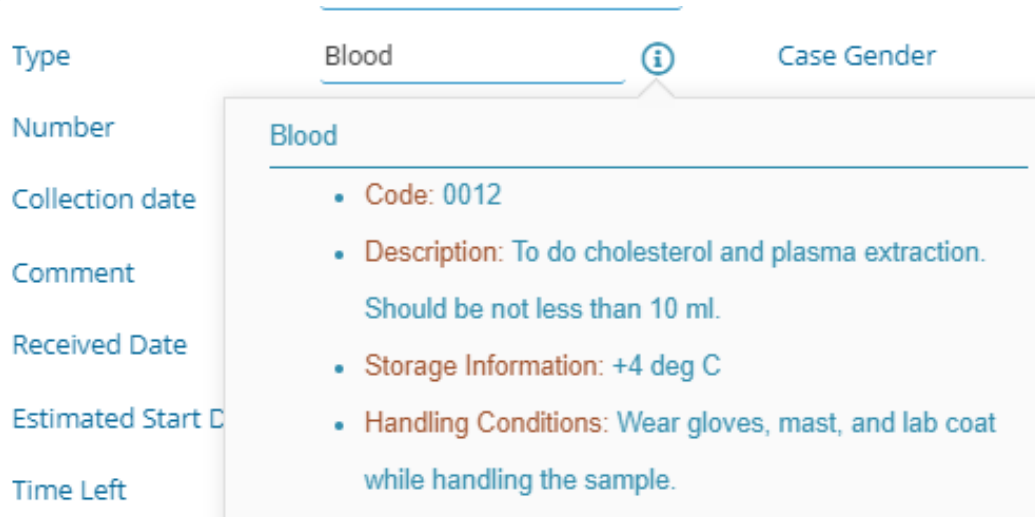 Type Blood Case Gender
Number
Blood
Collection date
Code: 0012
Description: To do cholesterol and plasma extraction.
Comment
Should be not less than 10 ml.
Received Date
Storage Information: +4 deg C
Estimated Start D
Handling Conditions: Wear gloves, mast, and lab coat
while handling the sample.
Time Left